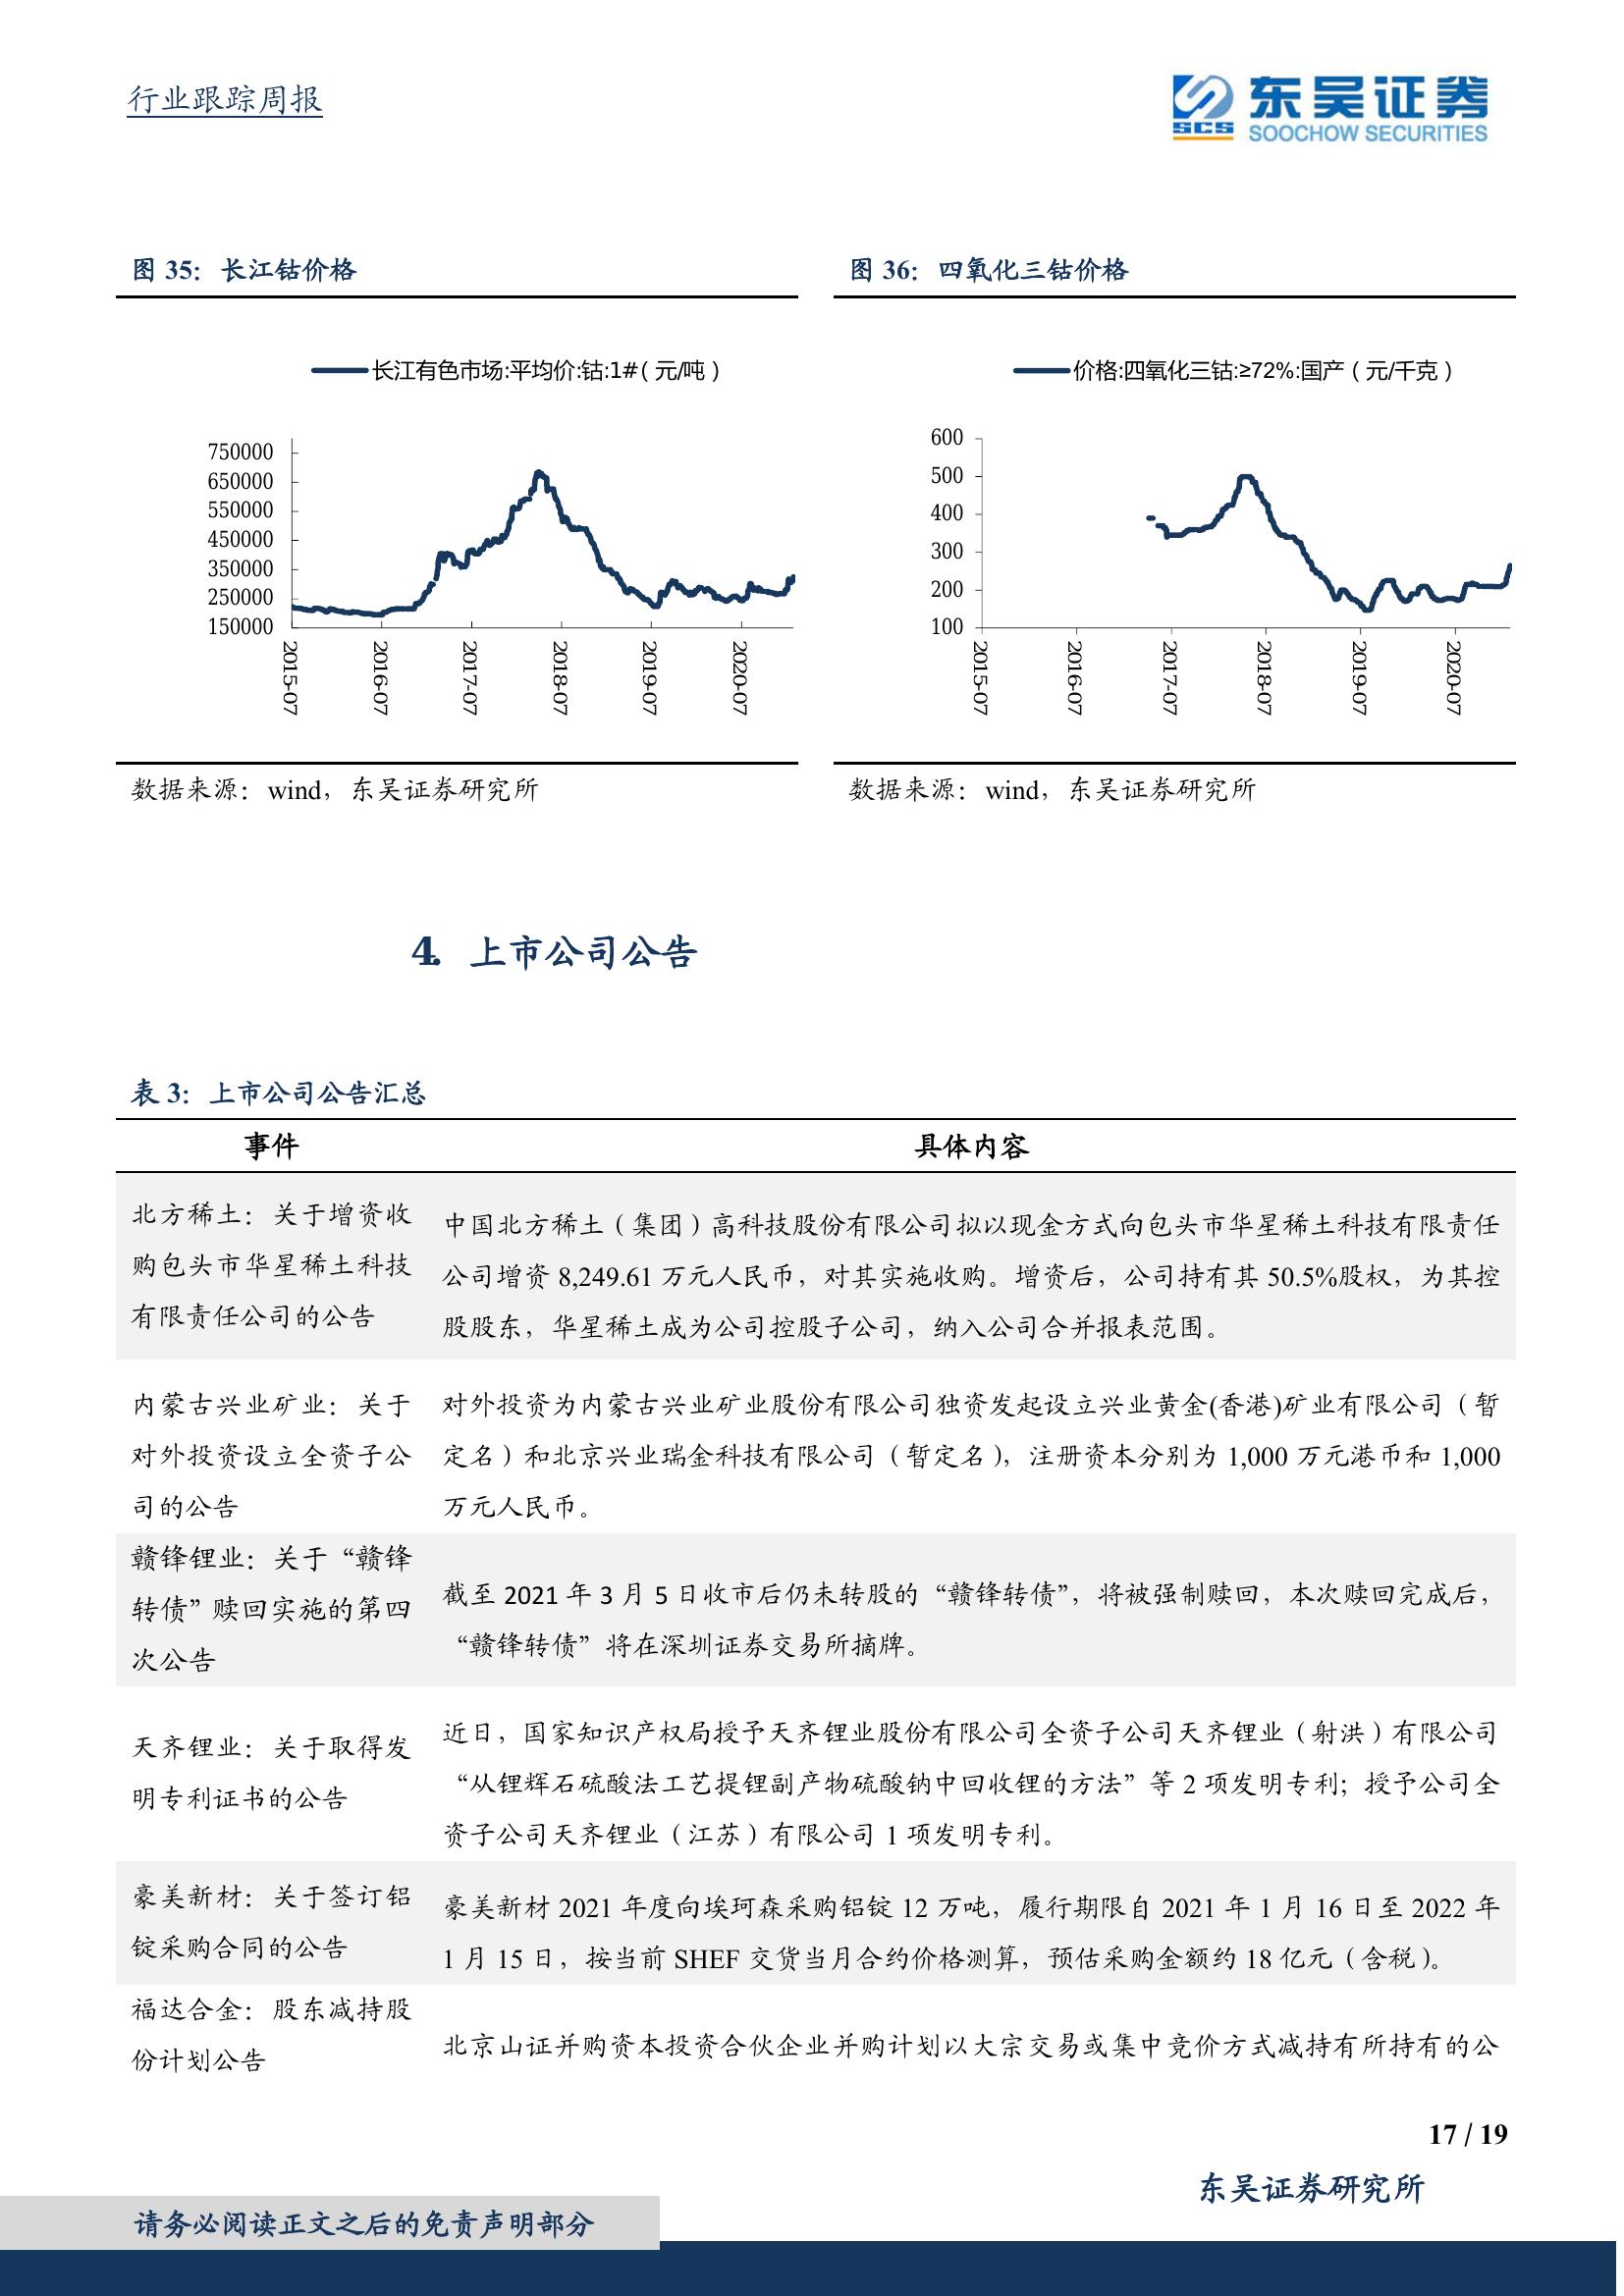 行业跟踪周报
东吴证券
SCS
SOOCHOW SECURITIES
图 35：长江钴价格
长江有色市场:平均价:钴:1#（元/吨）
750000
650000
550000
450000
350000
250000
150000
2015-07
2016-07
2017-07
2018-07
2019-07
2020-07
数据来源：wind，东吴证券研究所
图 36：四氧化三钴价格
价格:四氧化三钴:≥72%:国产（元/千克）
600
500
400
300
200
100
2015-07
2016-07
2017-07
2018-07
2019-07
2020-07
数据来源：wind，东吴证券研究所
4. 上市公司公告
表 3：上市公司公告汇总
事件
具体内容
北方稀土：关于增资收
购包头市华星稀土科技
有限责任公司的公告
中国北方稀土（集团）高科技股份有限公司拟以现金方式向包头市华星稀土科技有限责任
公司增资 8,249.61 万元人民币，对其实施收购。增资后，公司持有其 50.5%股权，为其控
股股东，华星稀土成为公司控股子公司，纳入公司合并报表范围。
内蒙古兴业矿业：关于
对外投资设立全资子公
司的公告
对外投资为内蒙古兴业矿业股份有限公司独资发起设立兴业黄金(香港)矿业有限公司（暂
定名）和北京兴业瑞金科技有限公司（暂定名），注册资本分别为 1,000 万元港币和 1,000
万元人民币。
赣锋锂业：关于“赣锋
转债”赎回实施的第四
次公告
截至 2021 年 3 月 5 日收市后仍未转股的“赣锋转债”，将被强制赎回，本次赎回完成后，
“赣锋转债”将在深圳证券交易所摘牌。
天齐锂业：关于取得发
明专利证书的公告
近日，国家知识产权局授予天齐锂业股份有限公司全资子公司天齐锂业（射洪）有限公司
“从锂辉石硫酸法工艺提锂副产物硫酸钠中回收锂的方法”等 2 项发明专利；授予公司全
资子公司天齐锂业（江苏）有限公司 1 项发明专利。
豪美新材：关于签订铝
锭采购合同的公告
豪美新材 2021 年度向埃珂森采购铝锭 12 万吨，履行期限自 2021 年 1 月 16 日至 2022 年
1 月 15 日，按当前 SHEF 交货当月合约价格测算，预估采购金额约 18 亿元（含税）。
福达合金：股东减持股
份计划公告
北京山证并购资本投资合伙企业并购计划以大宗交易或集中竞价方式减持有所持有的公
17 / 19
东吴证券研究所
请务必阅读正文之后的免责声明部分